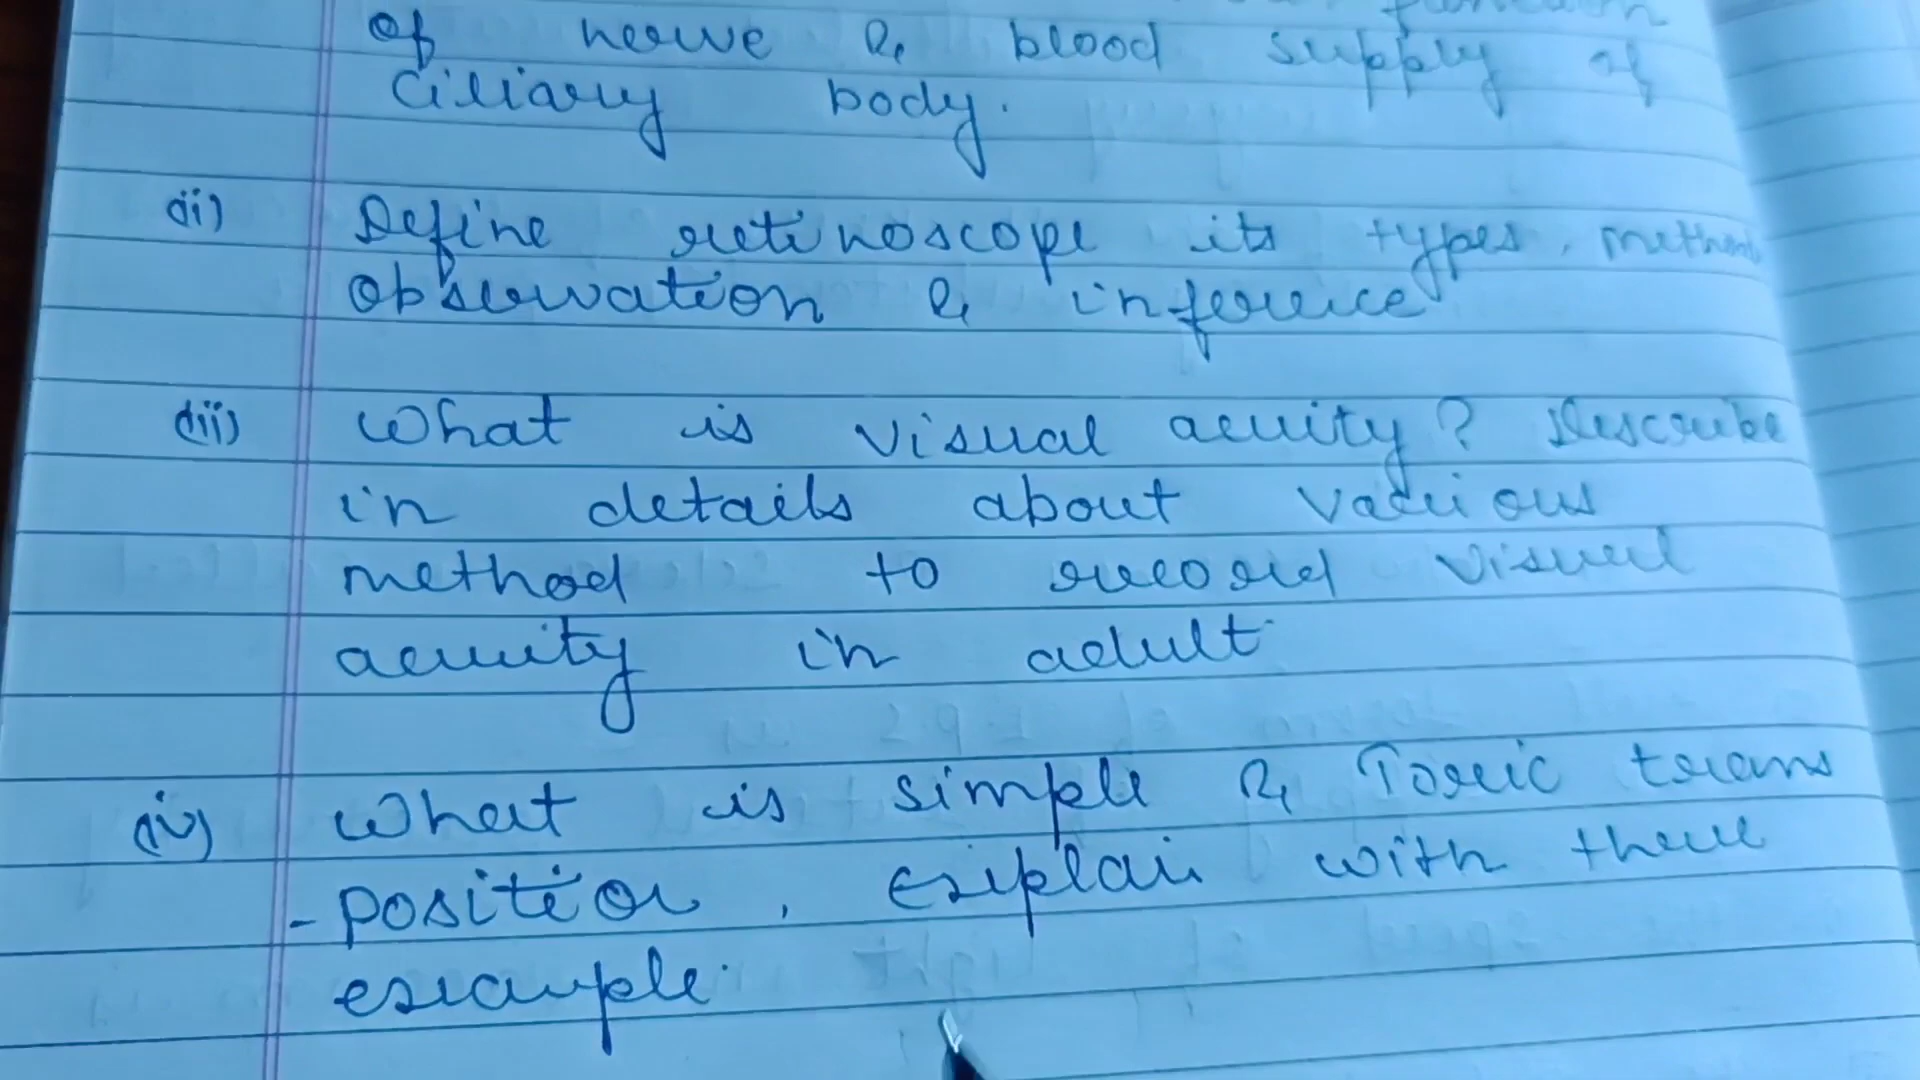 of nerve & blood supply of
ciliary body.
(ii) Define retinoscope its types, method
observation & inference
(iii) What is visual acuity? Describe
in details about various
method to record visual
acuity in adult
(iv) What is simple & Toric trans
- position, explain with there
example.